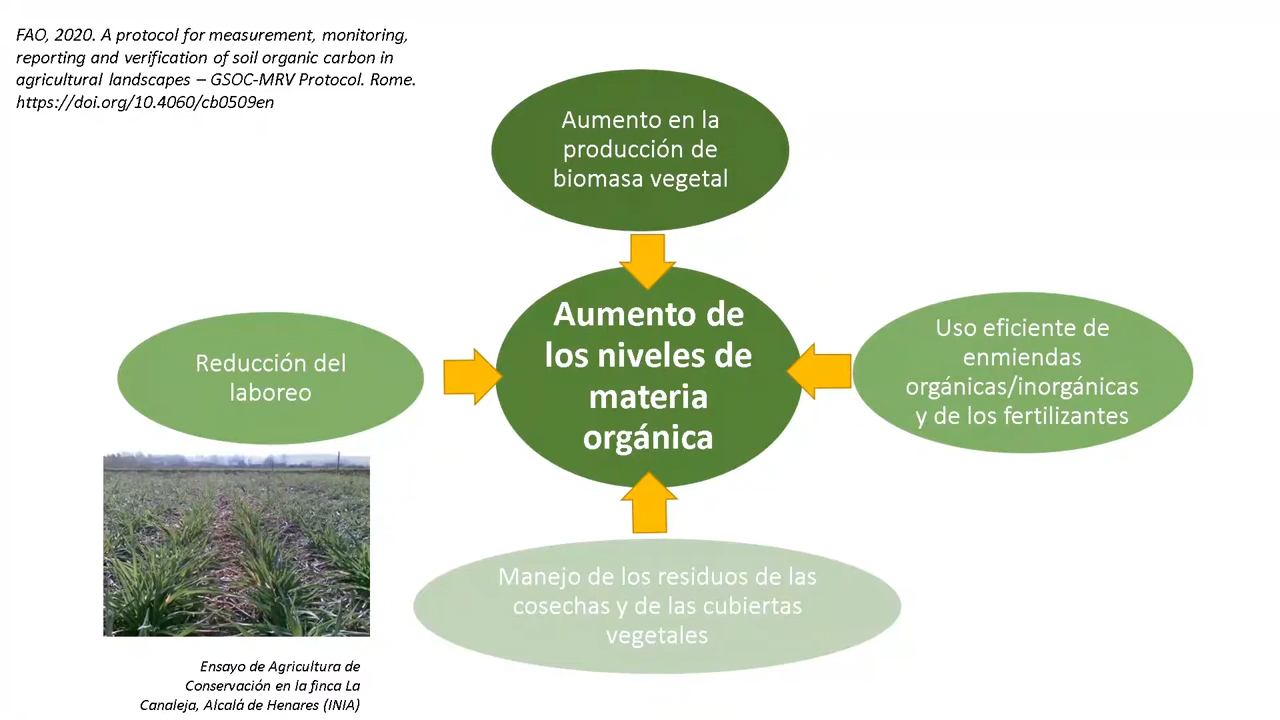 FAO, 2020. A protocol for measurement, monitoring,
reporting and verification of soil organic carbon in
agricultural landscapes – GSOC-MRV Protocol. Rome.
https://doi.org/10.4060/cb0509en
Aumento en la
producción de
biomasa vegetal
Aumento de
los niveles de
materia
orgánica
Reducción del
laboreo
Uso eficiente de
enmiendas
orgánicas/inorgánicas
y de los fertilizantes
Manejo de los residuos de las
cosechas y de las cubiertas
vegetales
Ensayo de Agricultura de
Conservación en la finca La
Canaleja, Alcalá de Henares (INIA)